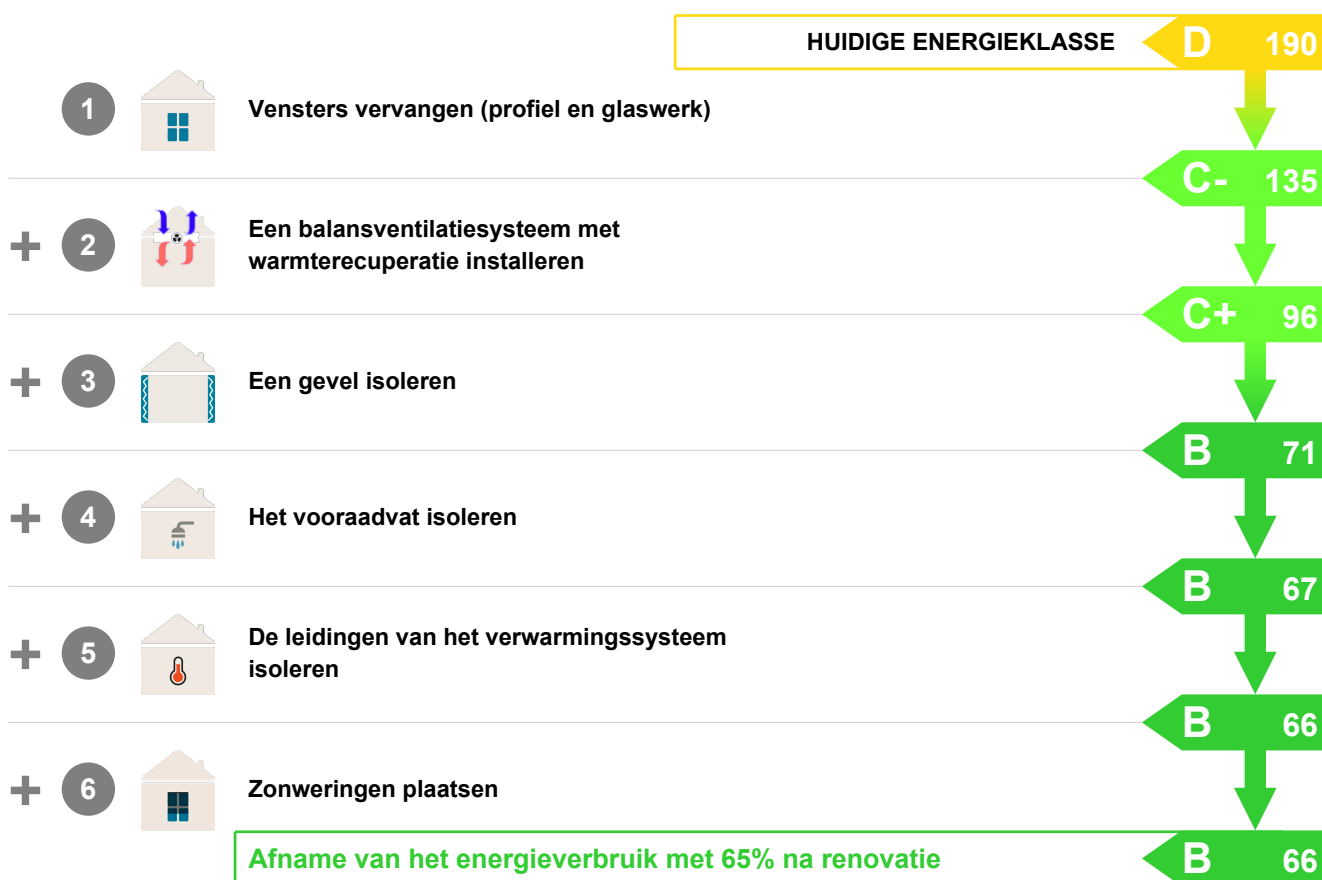 HUIDIGE ENERGIEKLASSE D 190
1 Vensters vervangen (profiel en glaswerk)
C- 135
+ 2 Een balansventilatiesysteem met
warmterecuperatie installeren
C+ 96
+ 3 Een gevel isoleren
B 71
+ 4 Het vooraadvat isoleren
B 67
+ 5 De leidingen van het verwarmingssysteem
isoleren
B 66
+ 6 Zonweringen plaatsen
Afname van het energieverbruik met 65% na renovatie B 66